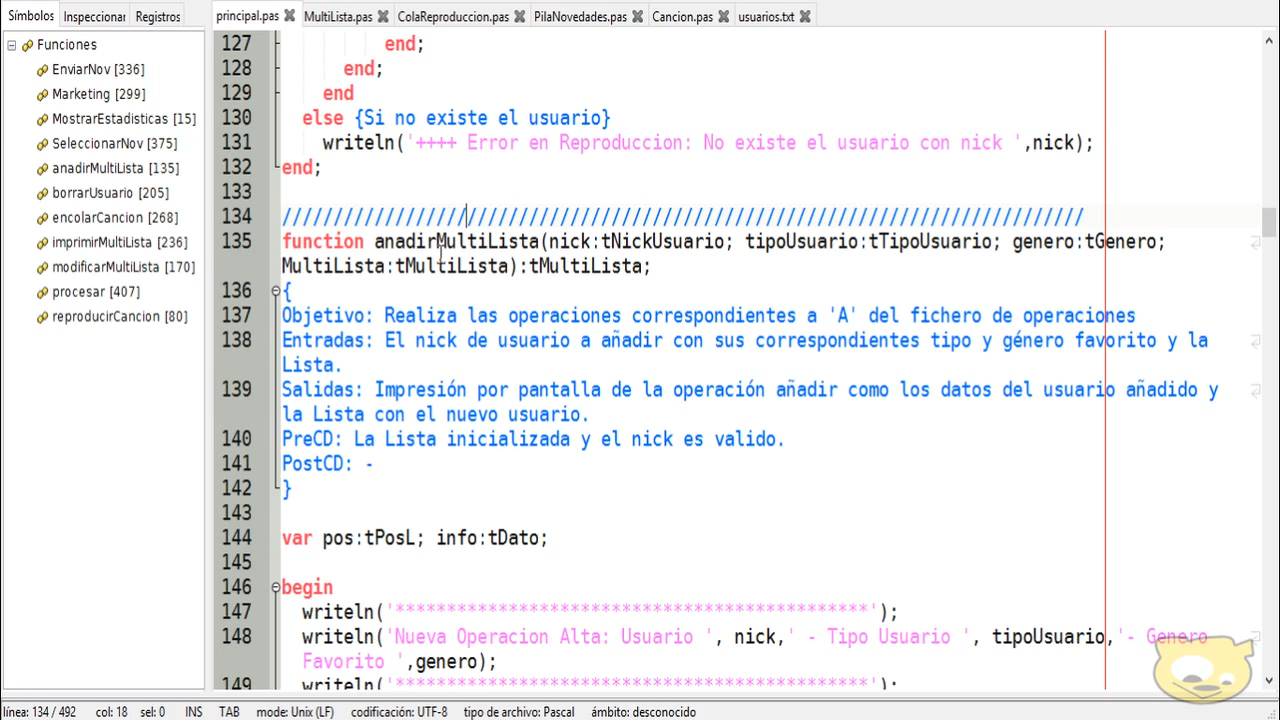 Símbolos Inspeccionar Registros
principal.pas MultiLista.pas ColaReproduccion.pas PilaNovedades.pas Cancion.pas usuarios.txt
Funciones
EnviarNov [336]
Marketing [299]
MostrarEstadisticas [15]
SeleccionarNov [375]
anadirMultiLista [135]
borrarUsuario [205]
encolarCancion [268]
imprimirMultiLista [236]
modificarMultiLista [170]
procesar [407]
reproducirCancion [80]
127 end;
128 end;
129 end
130 else {Si no existe el usuario}
131 writeln('++++ Error en Reproduccion: No existe el usuario con nick ',nick);
132 end;
133
134 //////////////////////////////////////////////////////////////////////////////
135 function anadirMultiLista(nick:tNickUsuario; tipoUsuario:tTipoUsuario; genero:tGenero;
MultiLista:tMultiLista):tMultiLista;
136 {
137 Objetivo: Realiza las operaciones correspondientes a 'A' del fichero de operaciones
138 Entradas: El nick de usuario a añadir con sus correspondientes tipo y género favorito y la
Lista.
139 Salidas: Impresión por pantalla de la operación añadir como los datos del usuario añadido y
la Lista con el nuevo usuario.
140 PreCD: La Lista inicializada y el nick es valido.
141 PostCD: -
142 }
143
144 var pos:tPosL; info:tDato;
145
146 begin
147 writeln('**********************************************');
148 writeln('Nueva Operacion Alta: Usuario ', nick,' - Tipo Usuario ', tipoUsuario,'- Genero
Favorito ',genero);
149 writeln('**********************************************');
línea: 134 / 492 col: 18 sel: 0 INS TAB mode: Unix (LF) codificación: UTF-8 tipo de archivo: Pascal ámbito: desconocido